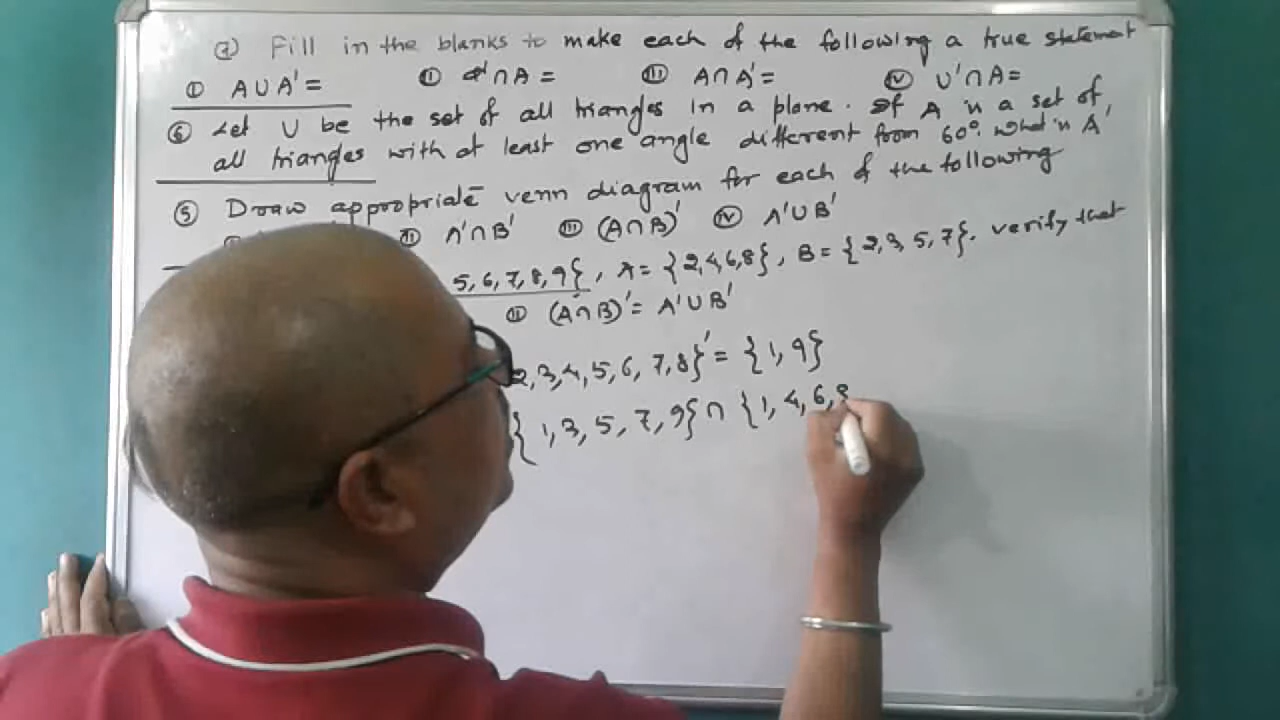 ⑦ Fill in the blanks to make each of the following a true statement
ⓘ A∪A'= ⓘⓘ Φ'∩A = ⓘⓘⓘ A∩A'= ⓘⓥ U'∩A=
⑥ Let U be the set of all triangles in a plane. If A is a set of
all triangles with at least one angle different from 60°. What is A'
⑤ Draw appropriate venn diagram for each of the following
ⓘⓘ A'∩B' ⓘⓘⓘ (A∩B)' ⓘⓥ A'∪B'
5,6,7,8,9}, A={2,4,6,8}, B={2,3,5,7}. verify that
ⓘⓘ (A∩B)'= A'∪B'
2,3,4,5,6,7,8}' = {1,9}
{1,3,5,7,9}∩{1,4,6,8